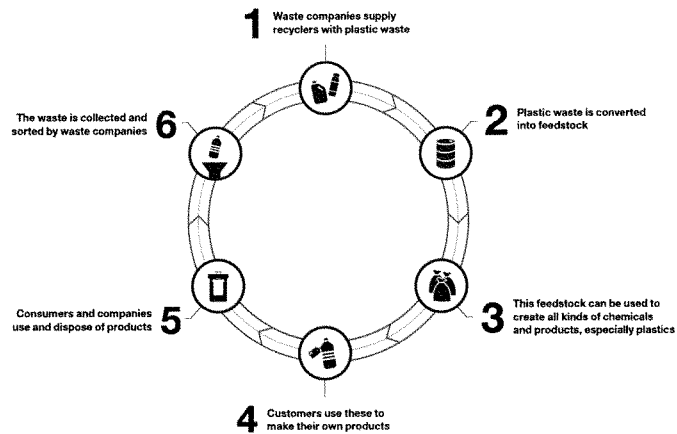 1
Waste companies supply
recyclers with plastic waste
2
Plastic waste is converted
into feedstock
3
This feedstock can be used to
create all kinds of chemicals
and products, especially plastics
4
Customers use these to
make their own products
5
Consumers and companies
use and dispose of products
6
The waste is collected and
sorted by waste companies